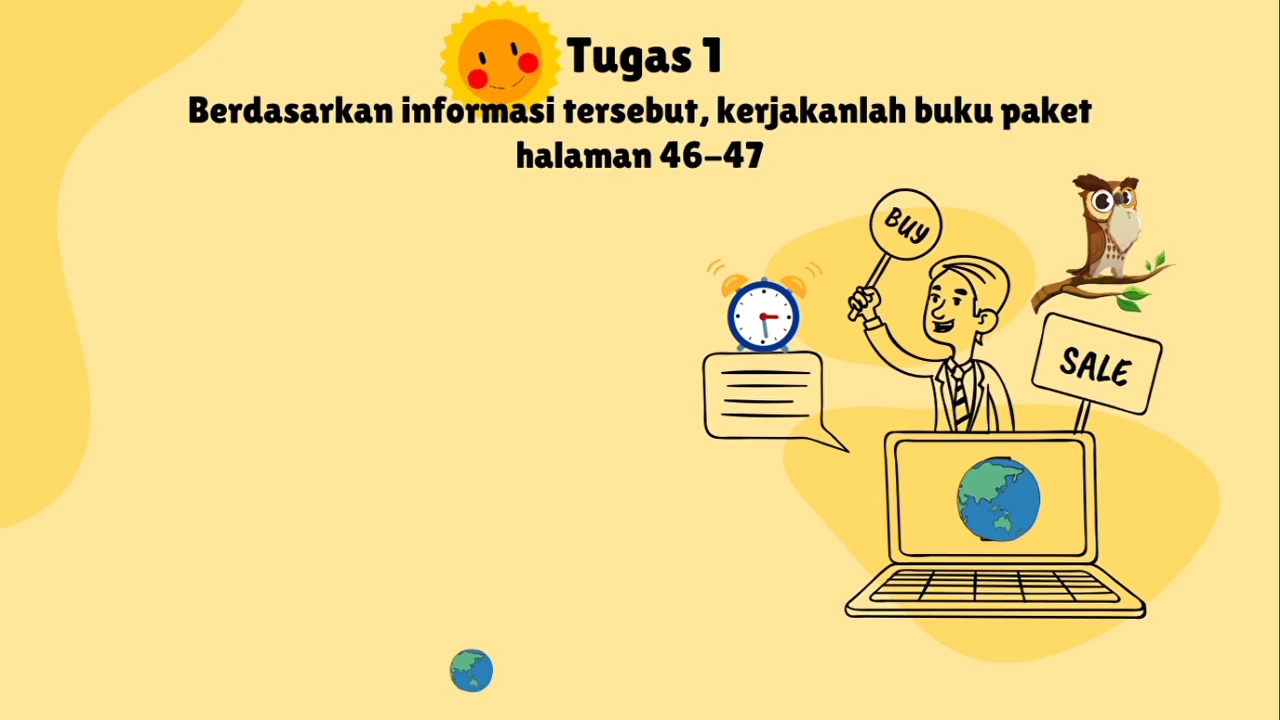 Tugas 1
Berdasarkan informasi tersebut, kerjakanlah buku paket
halaman 46-47
BUY
SALE